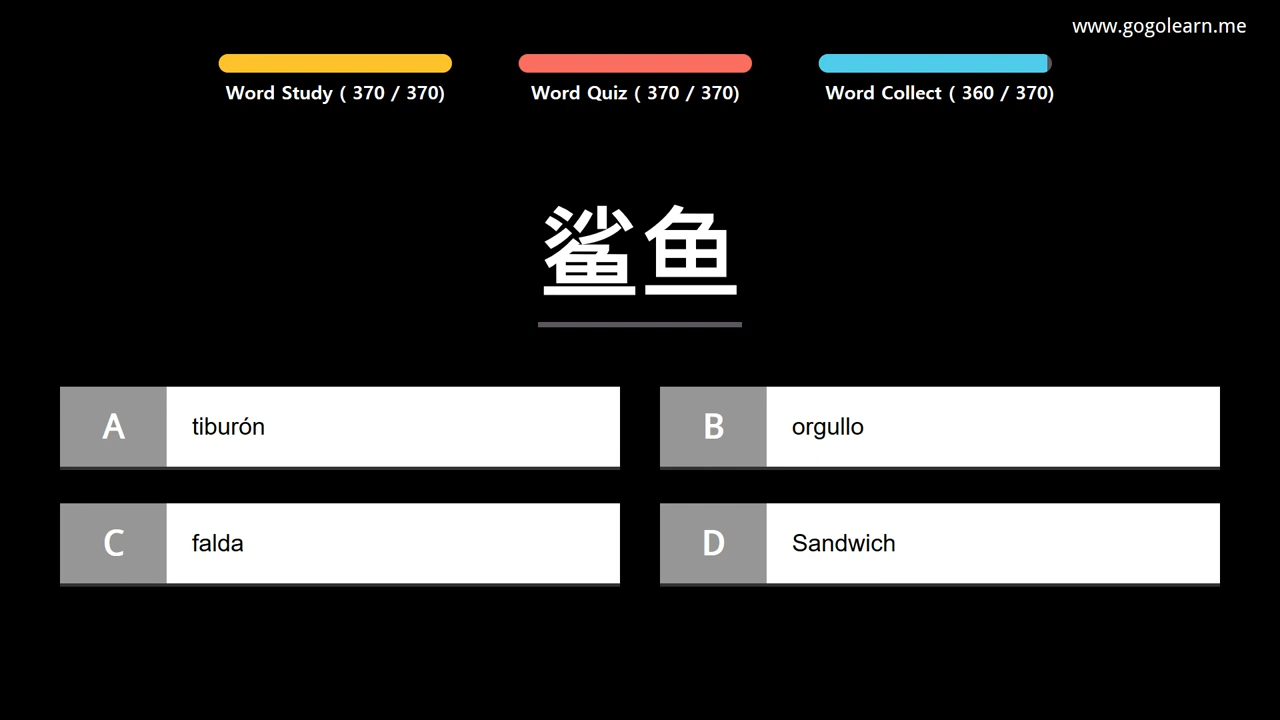 www.gogolearn.me
Word Study ( 370 / 370)
Word Quiz ( 370 / 370)
Word Collect ( 360 / 370)
鲨鱼
A tiburón
B orgullo
C falda
D Sandwich